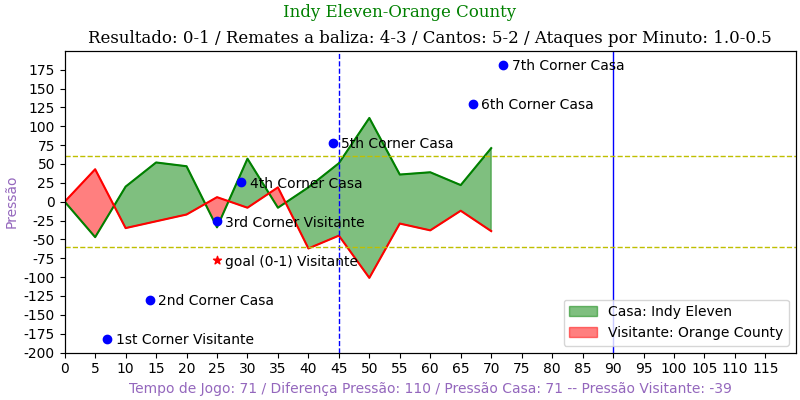 Indy Eleven-Orange County
Resultado: 0-1 / Remates a baliza: 4-3 / Cantos: 5-2 / Ataques por Minuto: 1.0-0.5
Pressão
175
150
125
100
75
50
25
0
-25
-50
-75
-100
-125
-150
-175
-200
7th Corner Casa
6th Corner Casa
5th Corner Casa
4th Corner Casa
3rd Corner Visitante
goal (0-1) Visitante
2nd Corner Casa
1st Corner Visitante
Casa: Indy Eleven
Visitante: Orange County
0 5 10 15 20 25 30 35 40 45 50 55 60 65 70 75 80 85 90 95 100 105 110 115
Tempo de Jogo: 71 / Diferença Pressão: 110 / Pressão Casa: 71 -- Pressão Visitante: -39